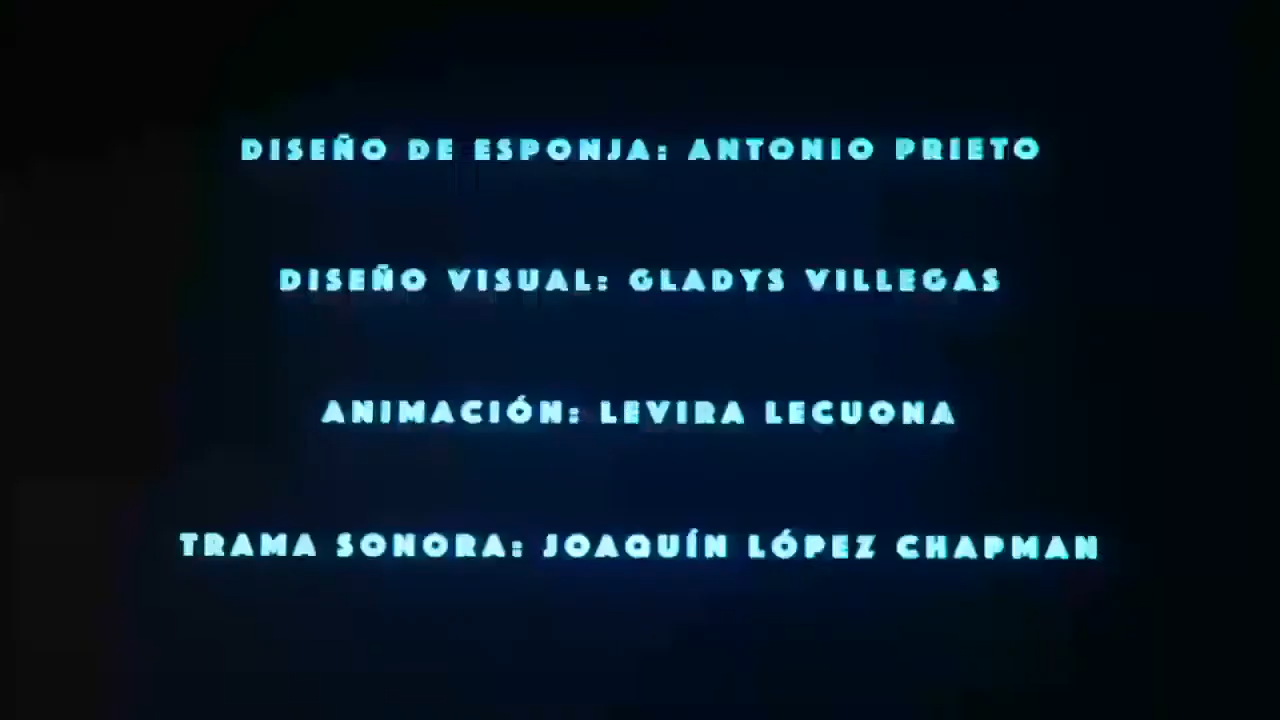 DISEÑO DE ESPONJA: ANTONIO PRIETO
DISEÑO VISUAL: GLADYS VILLEGAS
ANIMACIÓN: LEVIRA LECUONA
TRAMA SONORA: JOAQUÍN LÓPEZ CHAPMAN